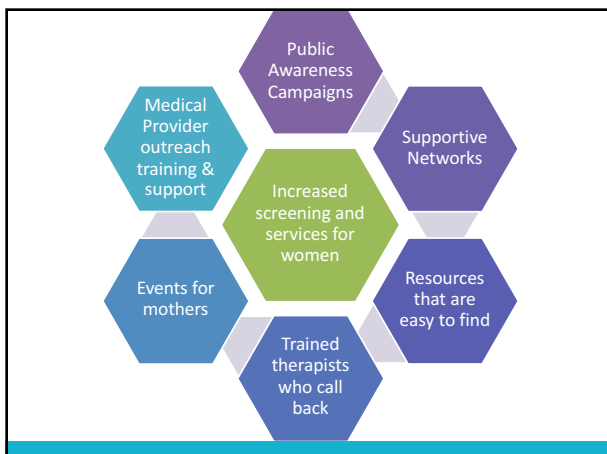 Public
Awareness
Campaigns
Supportive
Networks
Resources
that are
easy to find
Trained
therapists
who call
back
Events for
mothers
Medical
Provider
outreach
training &
support
Increased
screening and
services for
women